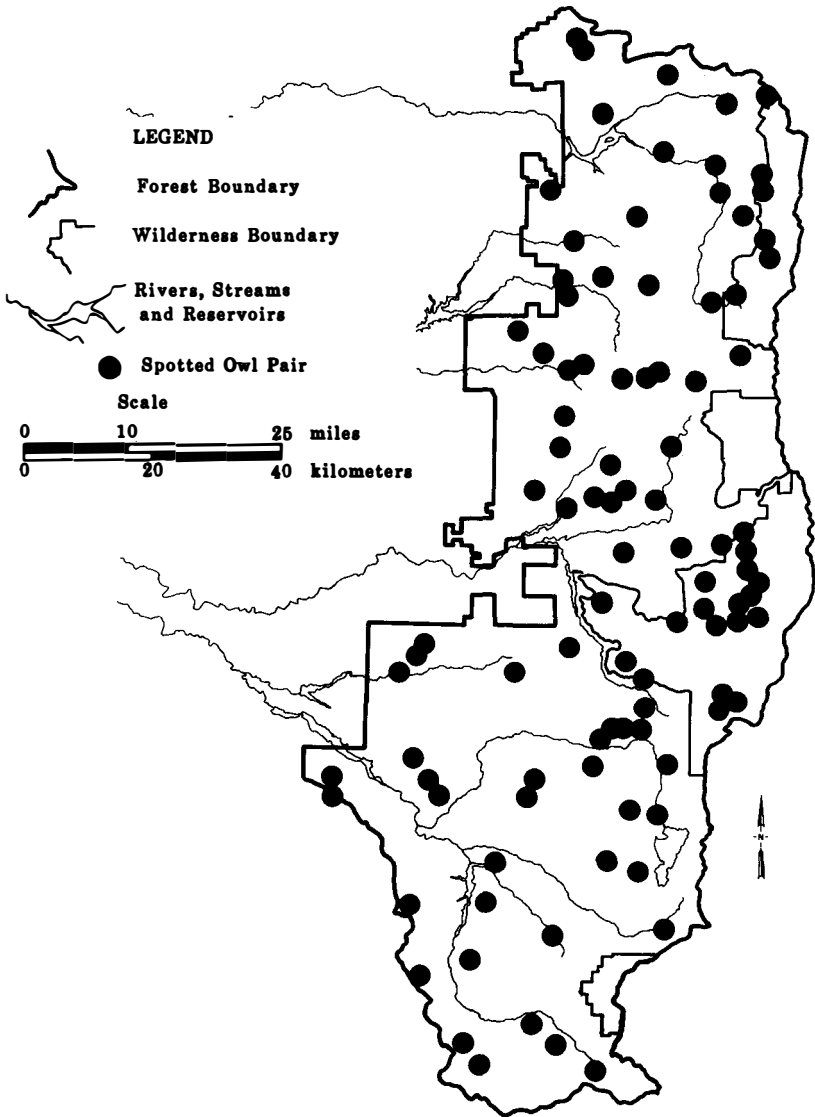 LEGEND
Forest Boundary
Wilderness Boundary
Rivers, Streams
and Reservoirs
Spotted Owl Pair
Scale
0 10 25 miles
0 20 40 kilometers
N